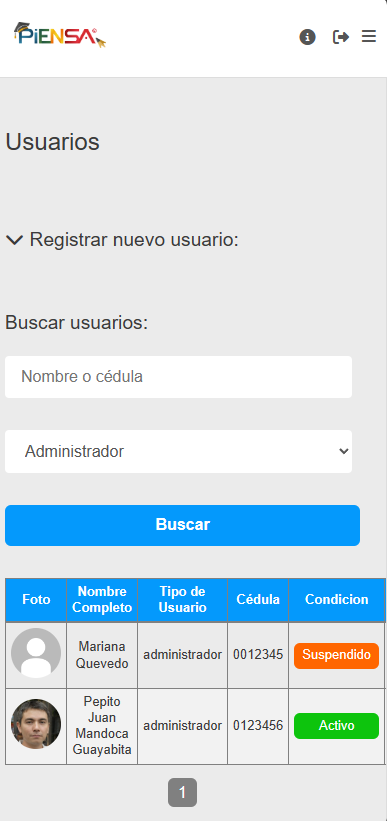 PiENSA
Usuarios
Registrar nuevo usuario:
Buscar usuarios:
Nombre o cédula
Administrador
Buscar
Foto Nombre Completo Tipo de Usuario Cédula Condicion
Mariana Quevedo administrador 0012345 Suspendido
Pepito Juan Mandoca Guayabita administrador 0123456 Activo
1